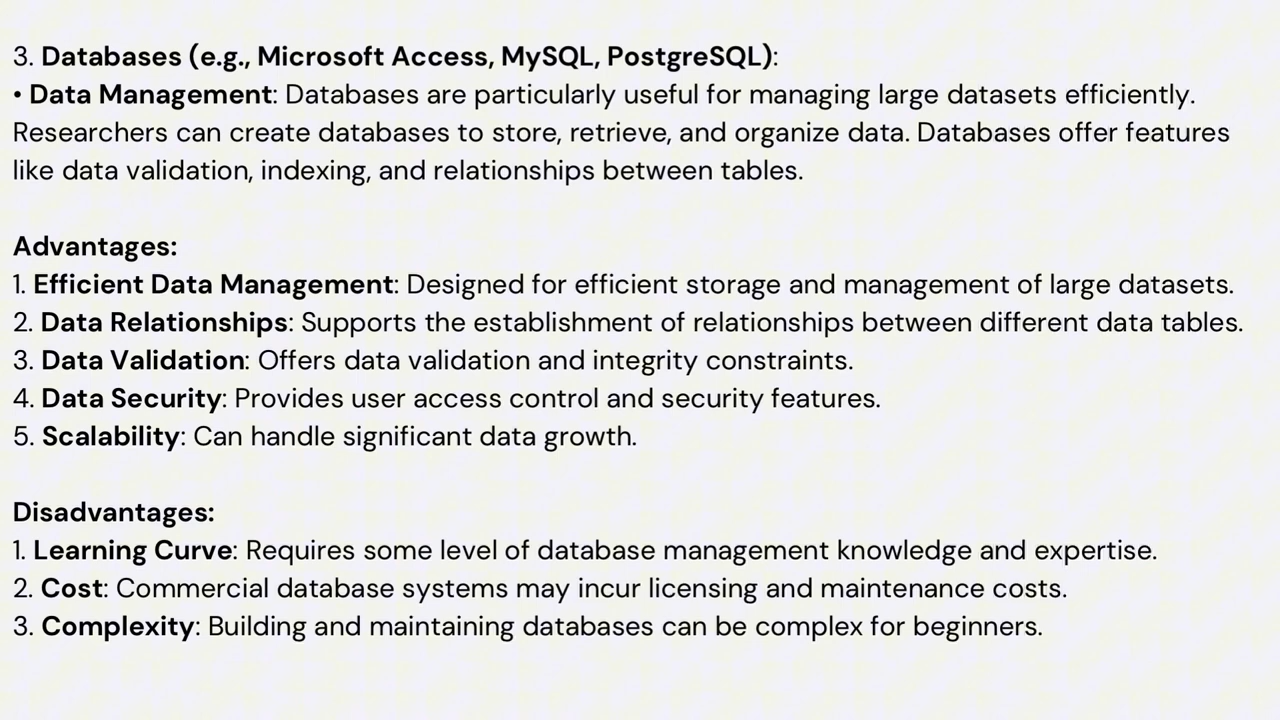 3. Databases (e.g., Microsoft Access, MySQL, PostgreSQL):
• Data Management: Databases are particularly useful for managing large datasets efficiently.
Researchers can create databases to store, retrieve, and organize data. Databases offer features
like data validation, indexing, and relationships between tables.
Advantages:
1. Efficient Data Management: Designed for efficient storage and management of large datasets.
2. Data Relationships: Supports the establishment of relationships between different data tables.
3. Data Validation: Offers data validation and integrity constraints.
4. Data Security: Provides user access control and security features.
5. Scalability: Can handle significant data growth.
Disadvantages:
1. Learning Curve: Requires some level of database management knowledge and expertise.
2. Cost: Commercial database systems may incur licensing and maintenance costs.
3. Complexity: Building and maintaining databases can be complex for beginners.